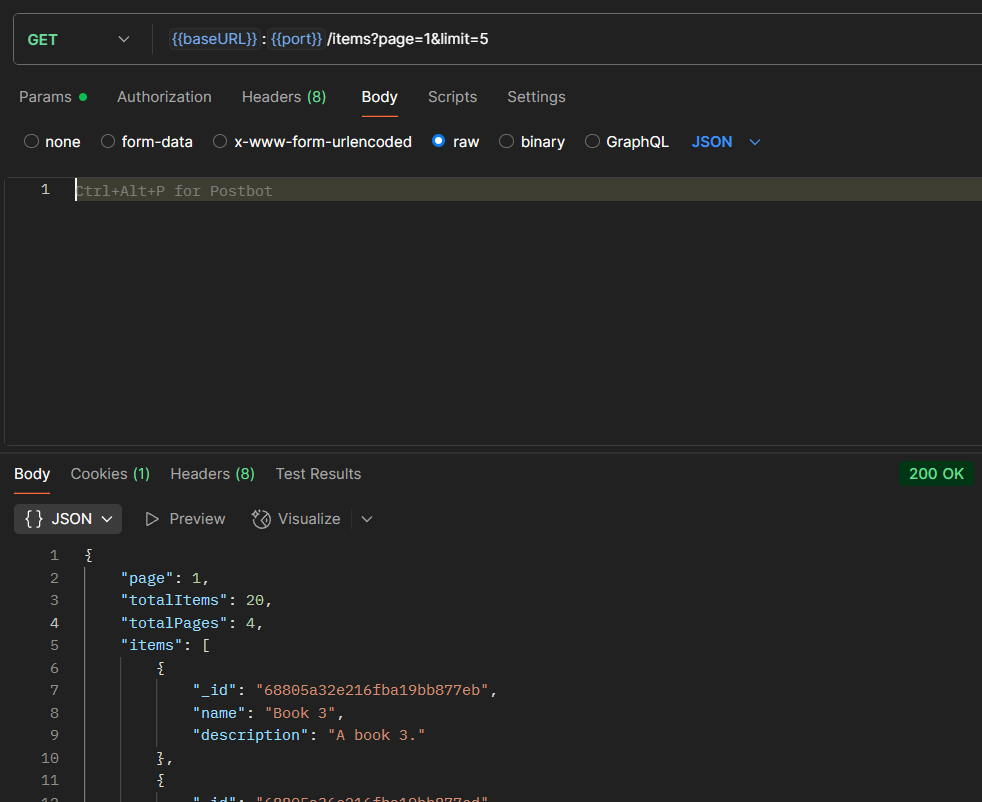 GET {{baseURL}} : {{port}} /items?page=1&limit=5
Params Authorization Headers (8) Body Scripts Settings
none form-data x-www-form-urlencoded raw binary GraphQL JSON
1 Ctrl+Alt+P for Postbot
Body Cookies (1) Headers (8) Test Results 200 OK
{} JSON Preview Visualize
1 {
2 "page": 1,
3 "totalItems": 20,
4 "totalPages": 4,
5 "items": [
6 {
7 "_id": "68805a32e216fba19bb877eb",
8 "name": "Book 3",
9 "description": "A book 3."
10 },
11 {
12 "_id": "68805a36e216fba19bb877ed"